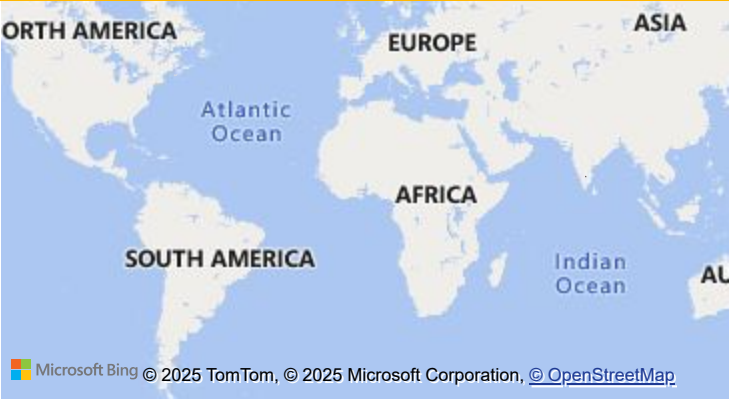 ORTH AMERICA
ASIA
EUROPE
Atlantic
Ocean
AFRICA
SOUTH AMERICA
Indian
Ocean
AU
Microsoft Bing
© 2025 TomTom, © 2025 Microsoft Corporation, © OpenStreetMap